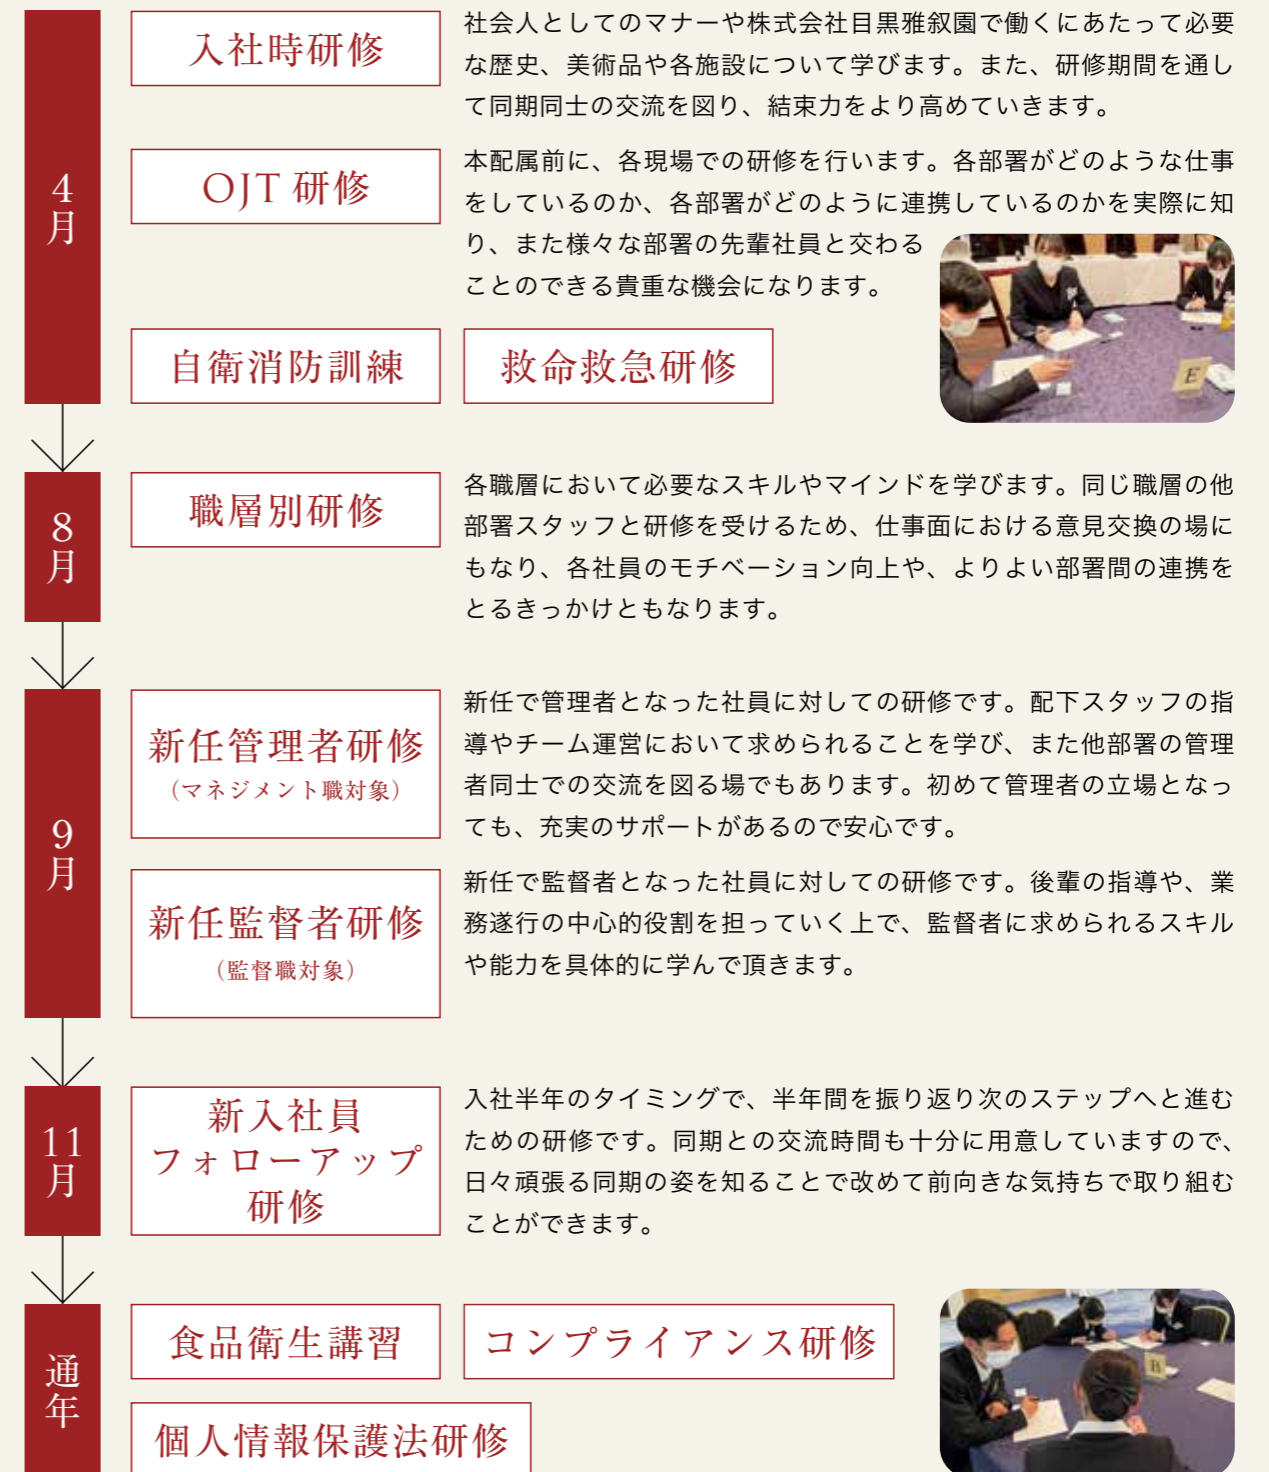 4月
入社時研修
社会人としてのマナーや株式会社目黒雅叙園で働くにあたって必要
な歴史、美術品や各施設について学びます。また、研修期間を通し
て同期同士の交流を図り、結束力をより高めていきます。
OJT 研修
本配属前に、各現場での研修を行います。各部署がどのような仕事
をしているのか、各部署がどのように連携しているのかを実際に知
り、また様々な部署の先輩社員と交わる
ことのできる貴重な機会になります。
自衛消防訓練
救命救急研修
E
8月
職層別研修
各職層において必要なスキルやマインドを学びます。同じ職層の他
部署スタッフと研修を受けるため、仕事面における意見交換の場に
もなり、各社員のモチベーション向上や、よりよい部署間の連携を
とるきっかけともなります。
9月
新任管理者研修
（マネジメント職対象）
新任で管理者となった社員に対しての研修です。配下スタッフの指
導やチーム運営において求められることを学び、また他部署の管理
者同士での交流を図る場でもあります。初めて管理者の立場となっ
ても、充実のサポートがあるので安心です。
新任監督者研修
（監督職対象）
新任で監督者となった社員に対しての研修です。後輩の指導や、業
務遂行の中心的役割を担っていく上で、監督者に求められるスキル
や能力を具体的に学んで頂きます。
11月
新入社員
フォローアップ
研修
入社半年のタイミングで、半年間を振り返り次のステップへと進む
ための研修です。同期との交流時間も十分に用意していますので、
日々頑張る同期の姿を知ることで改めて前向きな気持ちで取り組む
ことができます。
通年
食品衛生講習
コンプライアンス研修
個人情報保護法研修
B